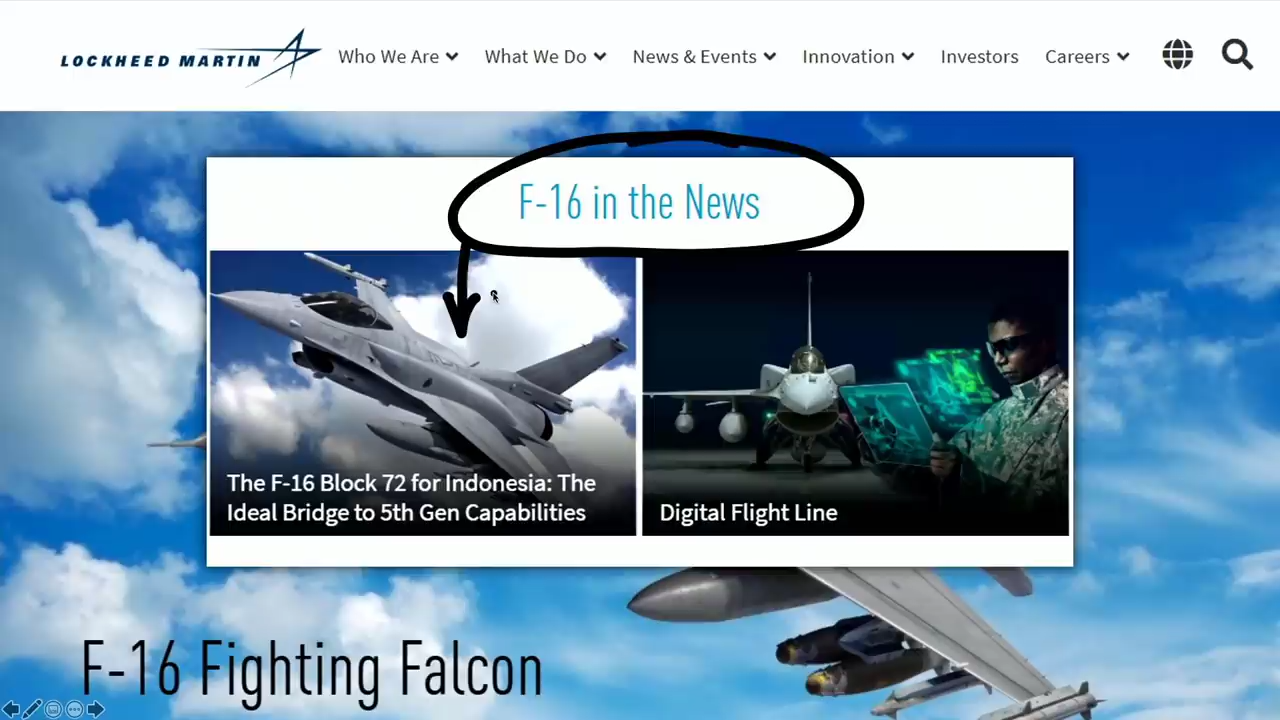 LOCKHEED MARTIN
Who We Are
What We Do
News & Events
Innovation
Investors
Careers
F-16 in the News
The F-16 Block 72 for Indonesia: The
Ideal Bridge to 5th Gen Capabilities
Digital Flight Line
F-16 Fighting Falcon